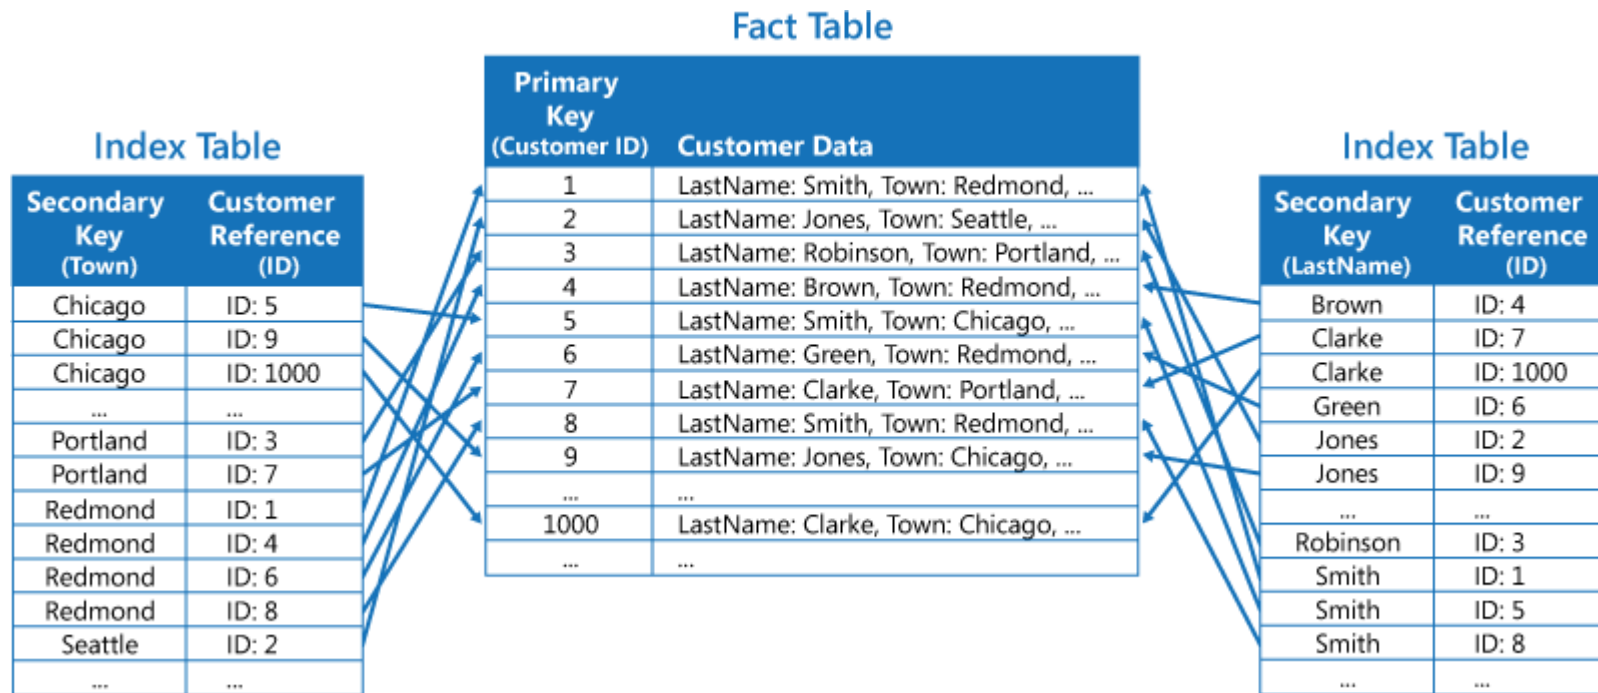 Fact Table
Primary
Key
(Customer ID) Customer Data
1 LastName: Smith, Town: Redmond, ...
2 LastName: Jones, Town: Seattle, ...
3 LastName: Robinson, Town: Portland, ...
4 LastName: Brown, Town: Redmond, ...
5 LastName: Smith, Town: Chicago, ...
6 LastName: Green, Town: Redmond, ...
7 LastName: Clarke, Town: Portland, ...
8 LastName: Smith, Town: Redmond, ...
9 LastName: Jones, Town: Chicago, ...
... ...
1000 LastName: Clarke, Town: Chicago, ...
... ...
Index Table
Secondary Customer
Key Reference
(Town) (ID)
Chicago ID: 5
Chicago ID: 9
Chicago ID: 1000
... ...
Portland ID: 3
Portland ID: 7
Redmond ID: 1
Redmond ID: 4
Redmond ID: 6
Redmond ID: 8
Seattle ID: 2
... ...
Index Table
Secondary Customer
Key Reference
(LastName) (ID)
Brown ID: 4
Clarke ID: 7
Clarke ID: 1000
Green ID: 6
Jones ID: 2
Jones ID: 9
... ...
Robinson ID: 3
Smith ID: 1
Smith ID: 5
Smith ID: 8
... ...